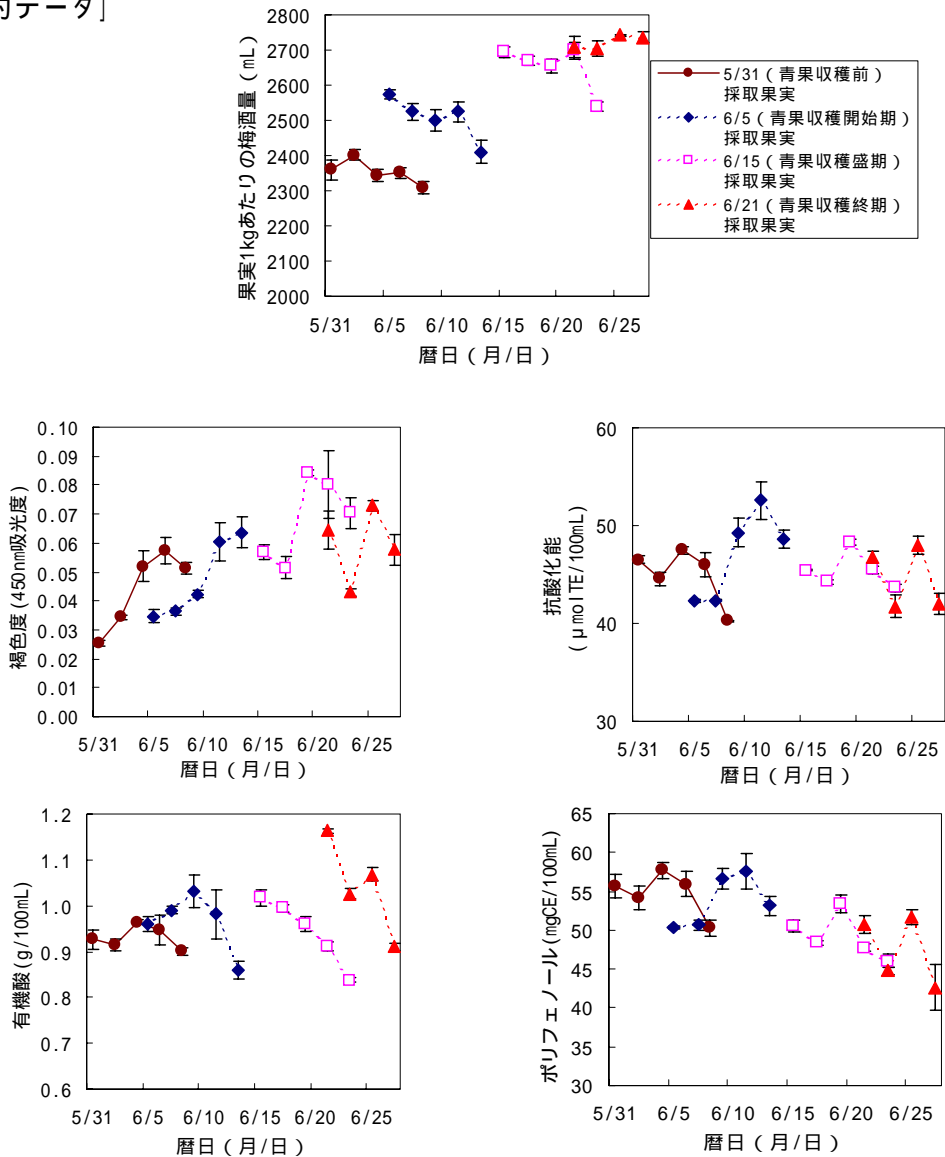 的データ]
果実1kgあたりの梅酒量(mL)
2800
2700
2600
2500
2400
2300
2200
2100
2000
5/31 6/5 6/10 6/15 6/20 6/25
暦日(月/日)
5/31(青果収穫前)
採取果実
6/5(青果収穫開始期)
採取果実
6/15(青果収穫盛期)
採取果実
6/21(青果収穫終期)
採取果実
褐色度(450nm吸光度)
0.10
0.09
0.08
0.07
0.06
0.05
0.04
0.03
0.02
0.01
0.00
5/31 6/5 6/10 6/15 6/20 6/25
暦日(月/日)
抗酸化能
(μmolTE/100mL)
60
50
40
30
5/31 6/5 6/10 6/15 6/20 6/25
暦日(月/日)
有機酸(g/100mL)
1.2
1.1
1.0
0.9
0.8
0.7
0.6
5/31 6/5 6/10 6/15 6/20 6/25
暦日(月/日)
ポリフェノール(mgCE/100mL)
65
60
55
50
45
40
35
30
5/31 6/5 6/10 6/15 6/20 6/25
暦日(月/日)